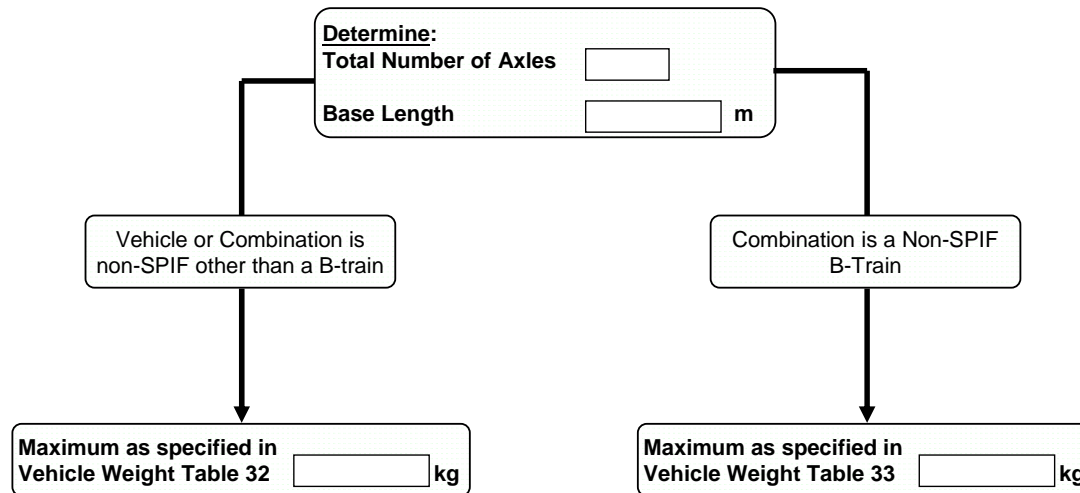 Determine:
Total Number of Axles
Base Length m
Vehicle or Combination is
non-SPIF other than a B-train
Combination is a Non-SPIF
B-Train
Maximum as specified in
Vehicle Weight Table 32 kg
Maximum as specified in
Vehicle Weight Table 33 kg